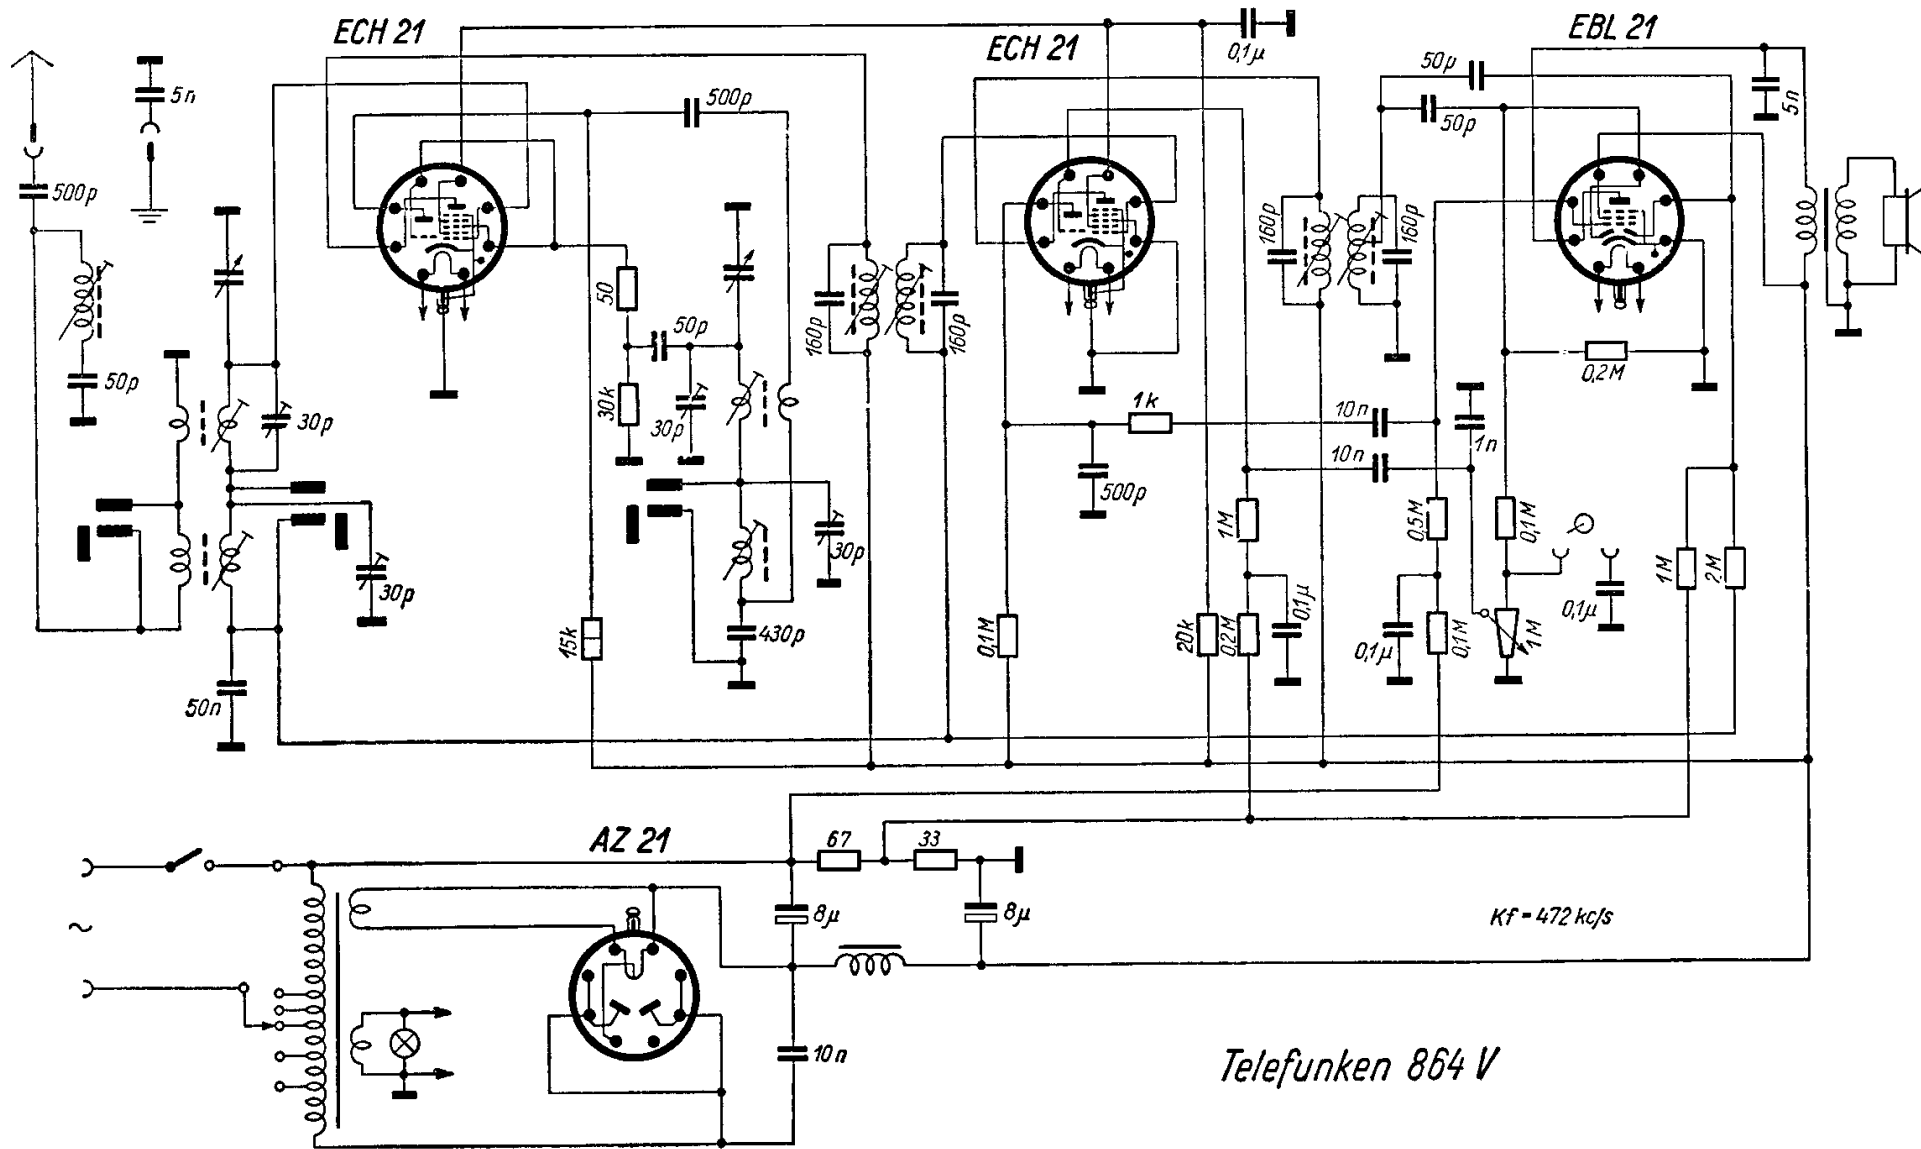 ECH 21
ECH 21
EBL 21
0,1µ
50p
5n
5n
500p
50p
500p
160p
160p
50
50p
160p
160p
0,2M
50p
30k
30p
1k
10n
1n
30p
10n
500p
1M
0,5M
0,1M
30p
30p
1M
2M
0,1µ
0,1µ
430p
15k
0,1M
20k
0,2M
0,1µ
0,1M
1M
50n
AZ 21
67
33
8µ
8µ
Kf = 472 kc/s
~
10n
Telefunken 864 V